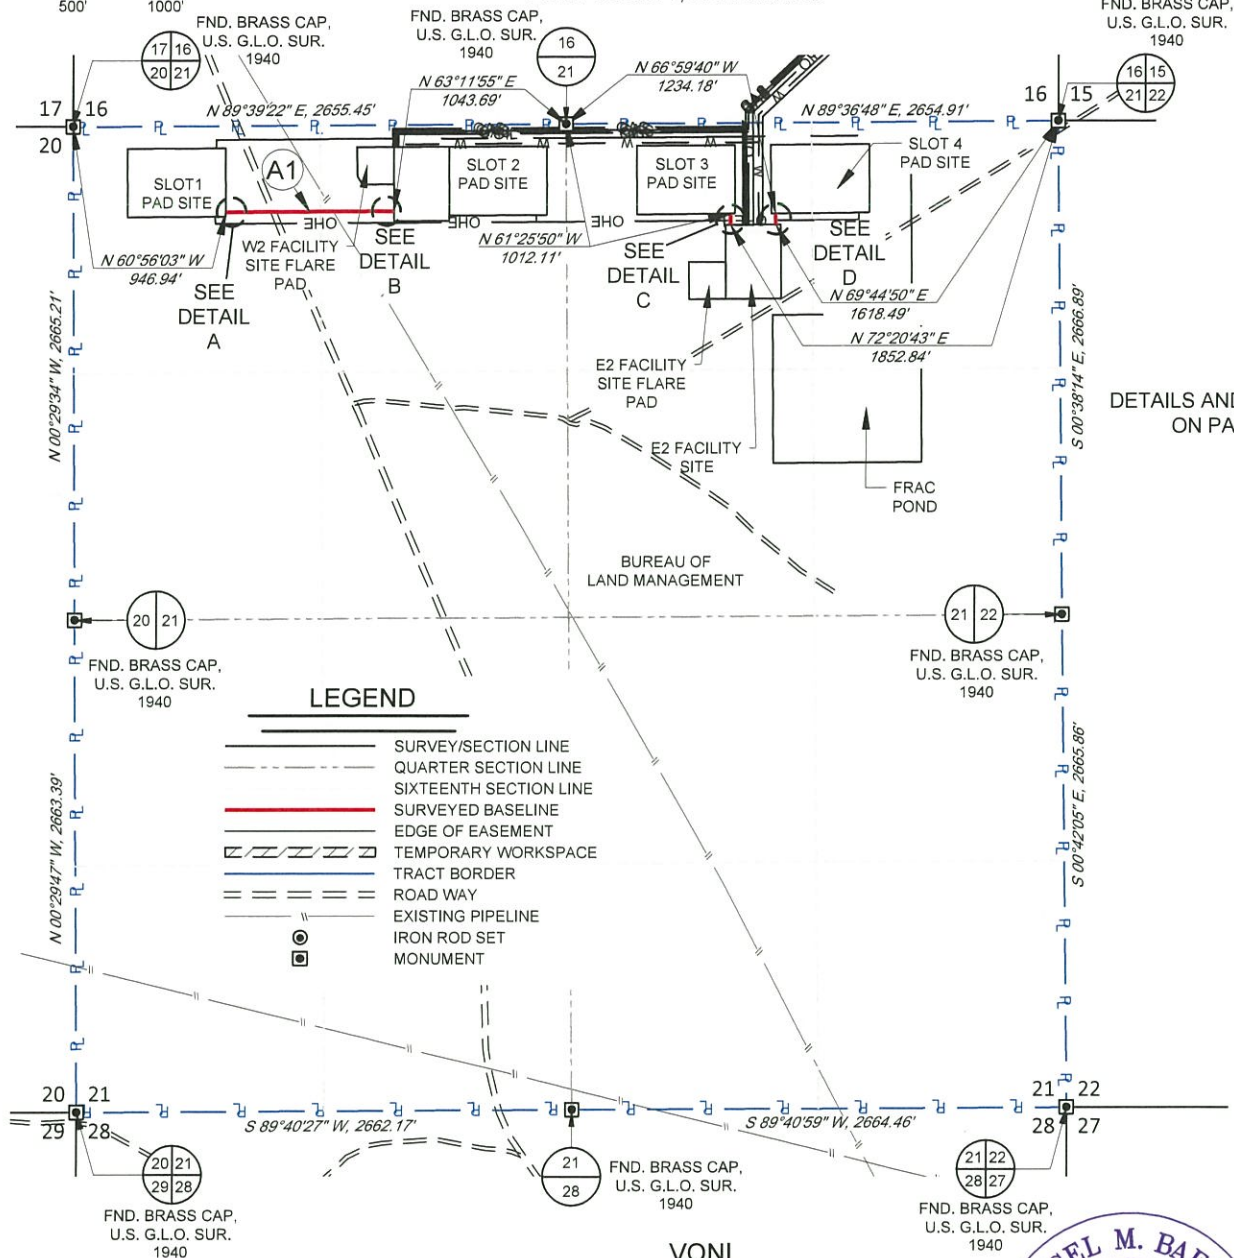 500' 1000'
FND. BRASS CAP,
U.S. G.L.O. SUR.
1940
17 16
20 21
FND. BRASS CAP,
U.S. G.L.O. SUR.
1940
16
21
FND. BRASS CAP,
U.S. G.L.O. SUR.
1940
16 15
21 22
17 16
20
16 15
N 89°39'22" E, 2655.45'
N 63°11'55" E
1043.69'
N 66°59'40" W
1234.18'
N 89°36'48" E, 2654.91'
OHE
A1
SLOT1
PAD SITE
SLOT 2
PAD SITE
SLOT 3
PAD SITE
SLOT 4
PAD SITE
OHE
OHE
OHE
W2 FACILITY
SITE FLARE
PAD
N 60°56'03" W
946.94'
N 61°25'50" W
1012.11'
SEE
DETAIL
A
SEE
DETAIL
B
SEE
DETAIL
C
SEE
DETAIL
D
N 69°44'50" E
1618.49'
N 72°20'43" E
1852.84'
N 00°29'34" W, 2665.21'
S 00°38'14" E, 2666.89'
E2 FACILITY
SITE FLARE
PAD
E2 FACILITY
SITE
FRAC
POND
DETAILS AND
ON PA
BUREAU OF
LAND MANAGEMENT
20 21
FND. BRASS CAP,
U.S. G.L.O. SUR.
1940
21 22
FND. BRASS CAP,
U.S. G.L.O. SUR.
1940
LEGEND
SURVEY/SECTION LINE
QUARTER SECTION LINE
SIXTEENTH SECTION LINE
SURVEYED BASELINE
EDGE OF EASEMENT
TEMPORARY WORKSPACE
TRACT BORDER
ROAD WAY
EXISTING PIPELINE
IRON ROD SET
MONUMENT
N 00°29'47" W, 2663.39'
S 00°42'05" E, 2665.86'
20 21
29 28
21 22
28 27
S 89°40'27" W, 2662.17'
S 89°40'59" W, 2664.46'
20 21
29 28
FND. BRASS CAP,
U.S. G.L.O. SUR.
1940
21
28
FND. BRASS CAP,
U.S. G.L.O. SUR.
1940
21 22
28 27
FND. BRASS CAP,
U.S. G.L.O. SUR.
1940